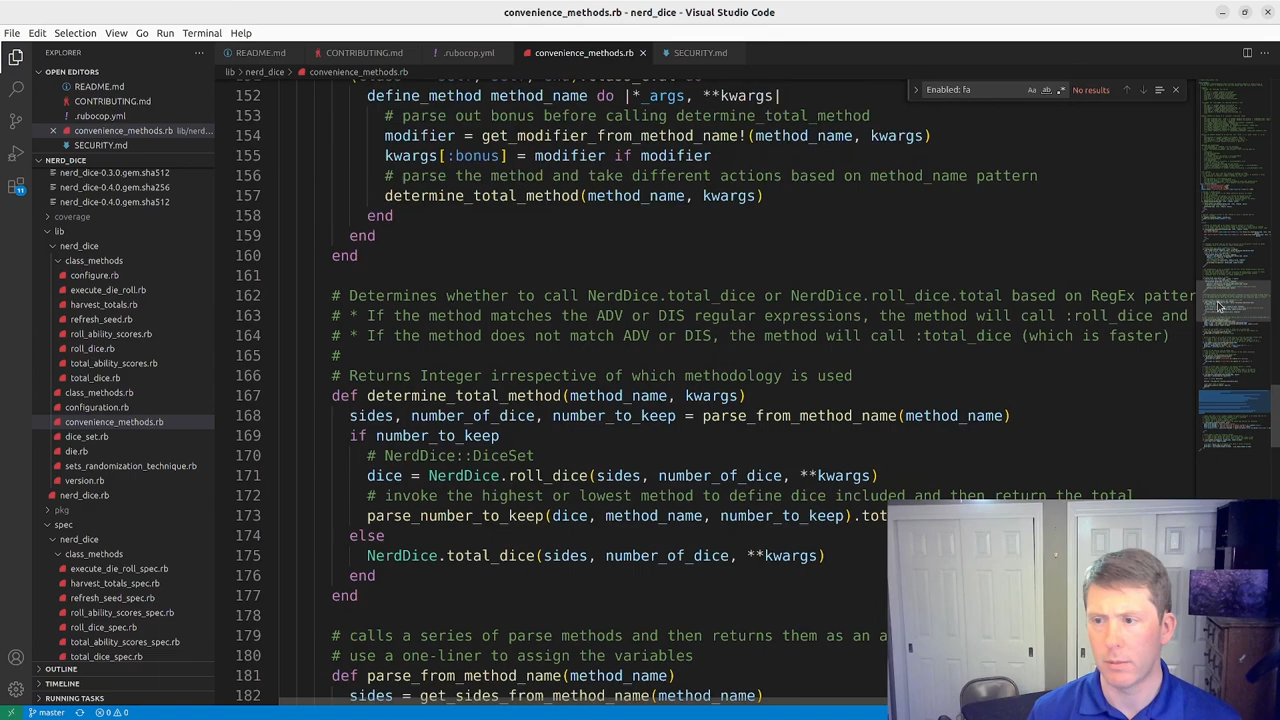 convenience_methods.rb - nerd_dice - Visual Studio Code
File Edit Selection View Go Run Terminal Help
EXPLORER
README.md
CONTRIBUTING.md
.rubocop.yml
convenience_methods.rb
SECURITY.md
OPEN EDITORS
README.md
CONTRIBUTING.md
.rubocop.yml
convenience_methods.rb lib/nerd...
SECURITY.md
NERD_DICE
nerd_dice-0.3.0.gem.sha512
nerd_dice-0.4.0.gem.sha256
nerd_dice-0.4.0.gem.sha512
coverage
lib
nerd_dice
class_methods
configure.rb
execute_die_roll.rb
harvest_totals.rb
refresh_seed.rb
roll_ability_scores.rb
roll_dice.rb
total_ability_scores.rb
total_dice.rb
class_methods.rb
configuration.rb
convenience_methods.rb
dice_set.rb
die.rb
sets_randomization_technique.rb
version.rb
nerd_dice.rb
pkg
spec
nerd_dice
class_methods
execute_die_roll_spec.rb
harvest_totals_spec.rb
refresh_seed_spec.rb
roll_ability_scores_spec.rb
roll_dice_spec.rb
total_ability_scores_spec.rb
total_dice_spec.rb
OUTLINE
TIMELINE
RUNNING TASKS
11
master
0 0
lib > nerd_dice > convenience_methods.rb
Enabled: fa
Aa ab .*
No results
152 define_method method_name do |*_args, **kwargs|
153 # parse out bonus before calling determine_total_method
154 modifier = get_modifier_from_method_name!(method_name, kwargs)
155 kwargs[:bonus] = modifier if modifier
156 # parse the method and take different actions based on method_name pattern
157 determine_total_method(method_name, kwargs)
158 end
159 end
160 end
161
162 # Determines whether to call NerdDice.total_dice or NerdDice.roll_dice.total based on RegEx patter
163 # * If the method matches the ADV or DIS regular expressions, the method will call :roll_dice and
164 # * If the method does not match ADV or DIS, the method will call :total_dice (which is faster)
165 #
166 # Returns Integer irrespective of which methodology is used
167 def determine_total_method(method_name, kwargs)
168 sides, number_of_dice, number_to_keep = parse_from_method_name(method_name)
169 if number_to_keep
170 # NerdDice::DiceSet
171 dice = NerdDice.roll_dice(sides, number_of_dice, **kwargs)
172 # invoke the highest or lowest method to define dice included and then return the total
173 parse_number_to_keep(dice, method_name, number_to_keep).tot
174 else
175 NerdDice.total_dice(sides, number_of_dice, **kwargs)
176 end
177 end
178
179 # calls a series of parse methods and then returns them as an a
180 # use a one-liner to assign the variables
181 def parse_from_method_name(method_name)
182 sides = get_sides_from_method_name(method_name)